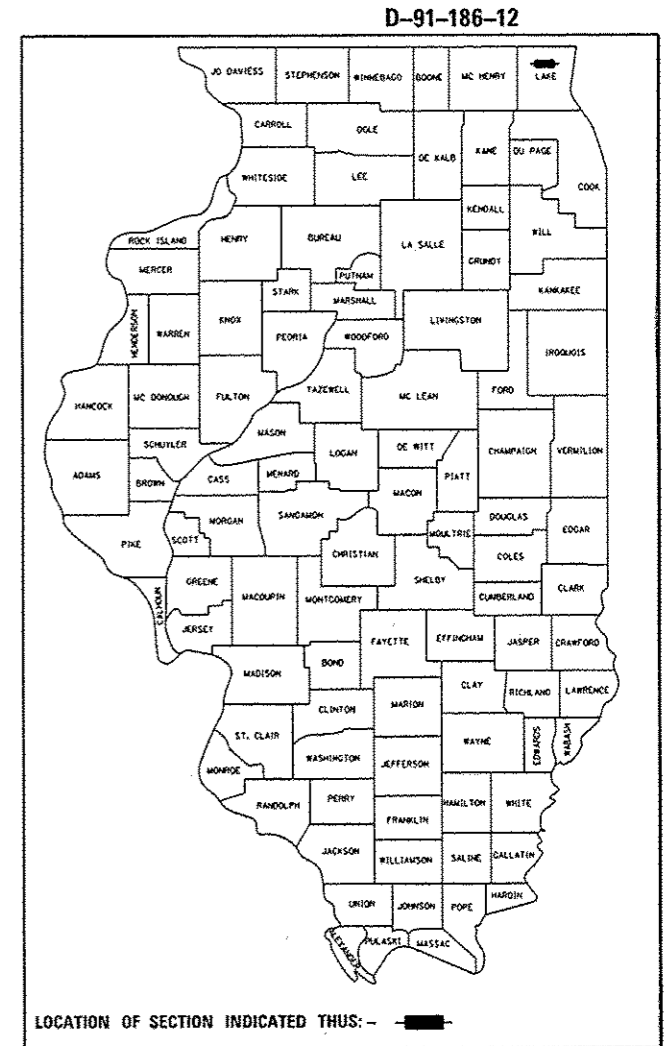 D-91-186-12
JO DAVIESS STEPHENSON WINNEBAGO BOONE MC HENRY LAKE
CARROLL OGLE DE KALB KANE DU PAGE
COOK
WHITESIDE LEE
KENDALL WILL
ROCK ISLAND HENRY BUREAU LA SALLE GRUNDY
MERCER PUTNAM KANKAKEE
STARK MARSHALL
HENDERSON WARREN KNOX PEORIA WOODFORD LIVINGSTON IROQUOIS
HANCOCK MC DONOUGH FULTON TAZEWELL MC LEAN FORD
MASON
SCHUYLER LOGAN DE WITT CHAMPAIGN VERMILION
ADAMS BROWN CASS MENARD PIATT
MACON
MORGAN SANGAMON DOUGLAS EDGAR
PIKE SCOTT CHRISTIAN MOULTRIE COLES
GREENE SHELBY CLARK
CALHOUN MACOUPIN MONTGOMERY CUMBERLAND
JERSEY FAYETTE EFFINGHAM JASPER CRAWFORD
MADISON BOND
CLAY RICHLAND LAWRENCE
CLINTON MARION
ST. CLAIR WAYNE EDWARDS WABASH
WASHINGTON JEFFERSON
MONROE
RANDOLPH PERRY HAMILTON WHITE
FRANKLIN
JACKSON WILLIAMSON SALINE GALLATIN
UNION JOHNSON POPE HARDIN
ALEXANDER PULASKI MASSAC
LOCATION OF SECTION INDICATED THUS: -